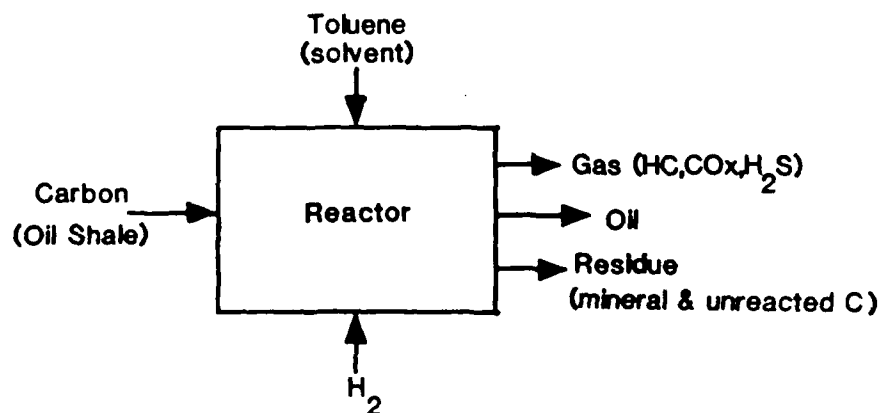 Toluene
(solvent)
Carbon
(Oil Shale)
Reactor
Gas (HC,COx,H2S)
Oil
Residue
(mineral & unreacted C)
H2